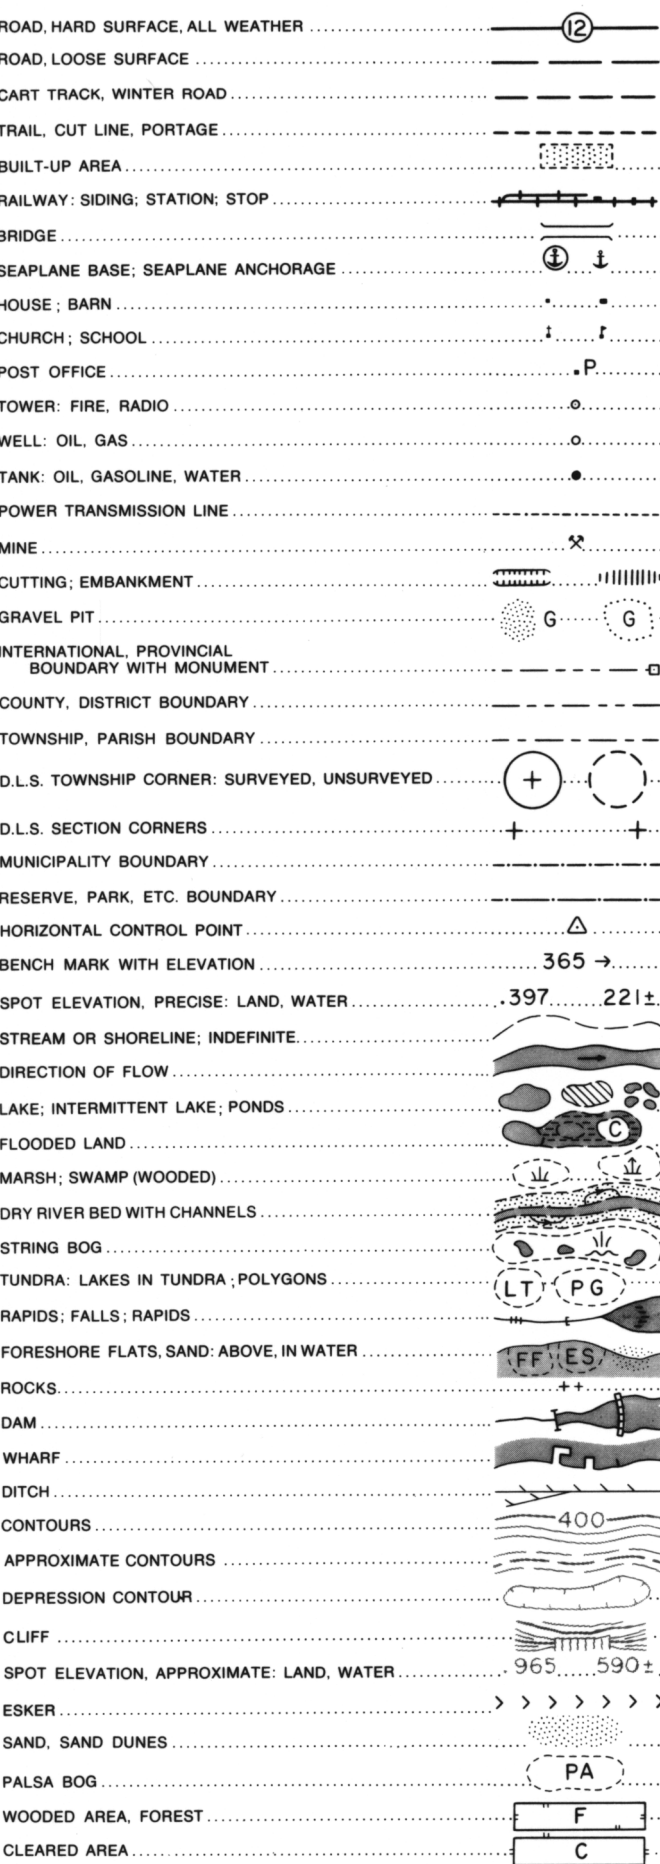 ROAD, HARD SURFACE, ALL WEATHER 12
ROAD, LOOSE SURFACE
CART TRACK, WINTER ROAD
TRAIL, CUT LINE, PORTAGE
BUILT-UP AREA
RAILWAY: SIDING; STATION; STOP
BRIDGE
SEAPLANE BASE; SEAPLANE ANCHORAGE
HOUSE; BARN
CHURCH; SCHOOL
POST OFFICE P
TOWER: FIRE, RADIO
WELL: OIL, GAS
TANK: OIL, GASOLINE, WATER
POWER TRANSMISSION LINE
MINE
CUTTING; EMBANKMENT
GRAVEL PIT G G
INTERNATIONAL, PROVINCIAL
BOUNDARY WITH MONUMENT
COUNTY, DISTRICT BOUNDARY
TOWNSHIP, PARISH BOUNDARY
D.L.S. TOWNSHIP CORNER: SURVEYED, UNSURVEYED
D.L.S. SECTION CORNERS
MUNICIPALITY BOUNDARY
RESERVE, PARK, ETC. BOUNDARY
HORIZONTAL CONTROL POINT
BENCH MARK WITH ELEVATION 365 →
SPOT ELEVATION, PRECISE: LAND, WATER .397 221±
STREAM OR SHORELINE; INDEFINITE
DIRECTION OF FLOW
LAKE; INTERMITTENT LAKE; PONDS
FLOODED LAND C
MARSH; SWAMP (WOODED)
DRY RIVER BED WITH CHANNELS
STRING BOG
TUNDRA: LAKES IN TUNDRA; POLYGONS LT PG
RAPIDS; FALLS; RAPIDS
FORESHORE FLATS, SAND: ABOVE, IN WATER FF ES
ROCKS
DAM
WHARF
DITCH
CONTOURS 400
APPROXIMATE CONTOURS
DEPRESSION CONTOUR
CLIFF
SPOT ELEVATION, APPROXIMATE: LAND, WATER .965 590±
ESKER
SAND, SAND DUNES
PALSA BOG PA
WOODED AREA, FOREST F
CLEARED AREA C